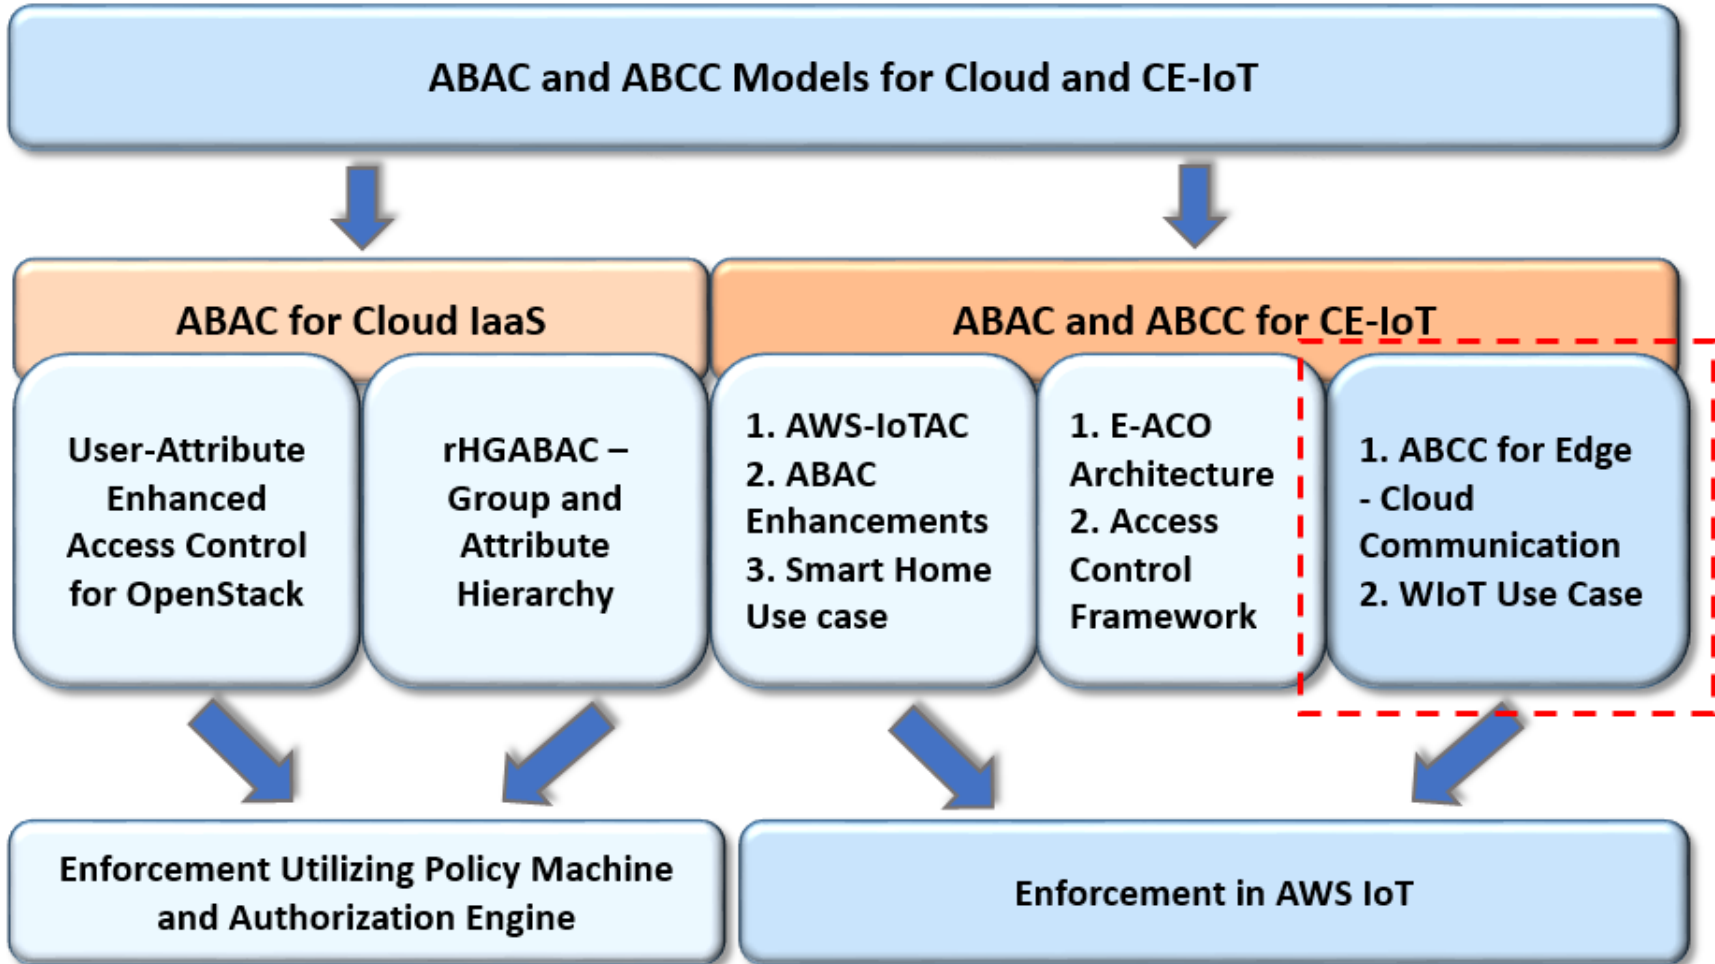 ABAC and ABCC Models for Cloud and CE-IoT
ABAC for Cloud IaaS
ABAC and ABCC for CE-IoT
User-Attribute
Enhanced
Access Control
for OpenStack
rHGABAC –
Group and
Attribute
Hierarchy
1. AWS-IoTAC
2. ABAC
Enhancements
3. Smart Home
Use case
1. E-ACO
Architecture
2. Access
Control
Framework
1. ABCC for Edge
- Cloud
Communication
2. WIoT Use Case
Enforcement Utilizing Policy Machine
and Authorization Engine
Enforcement in AWS IoT